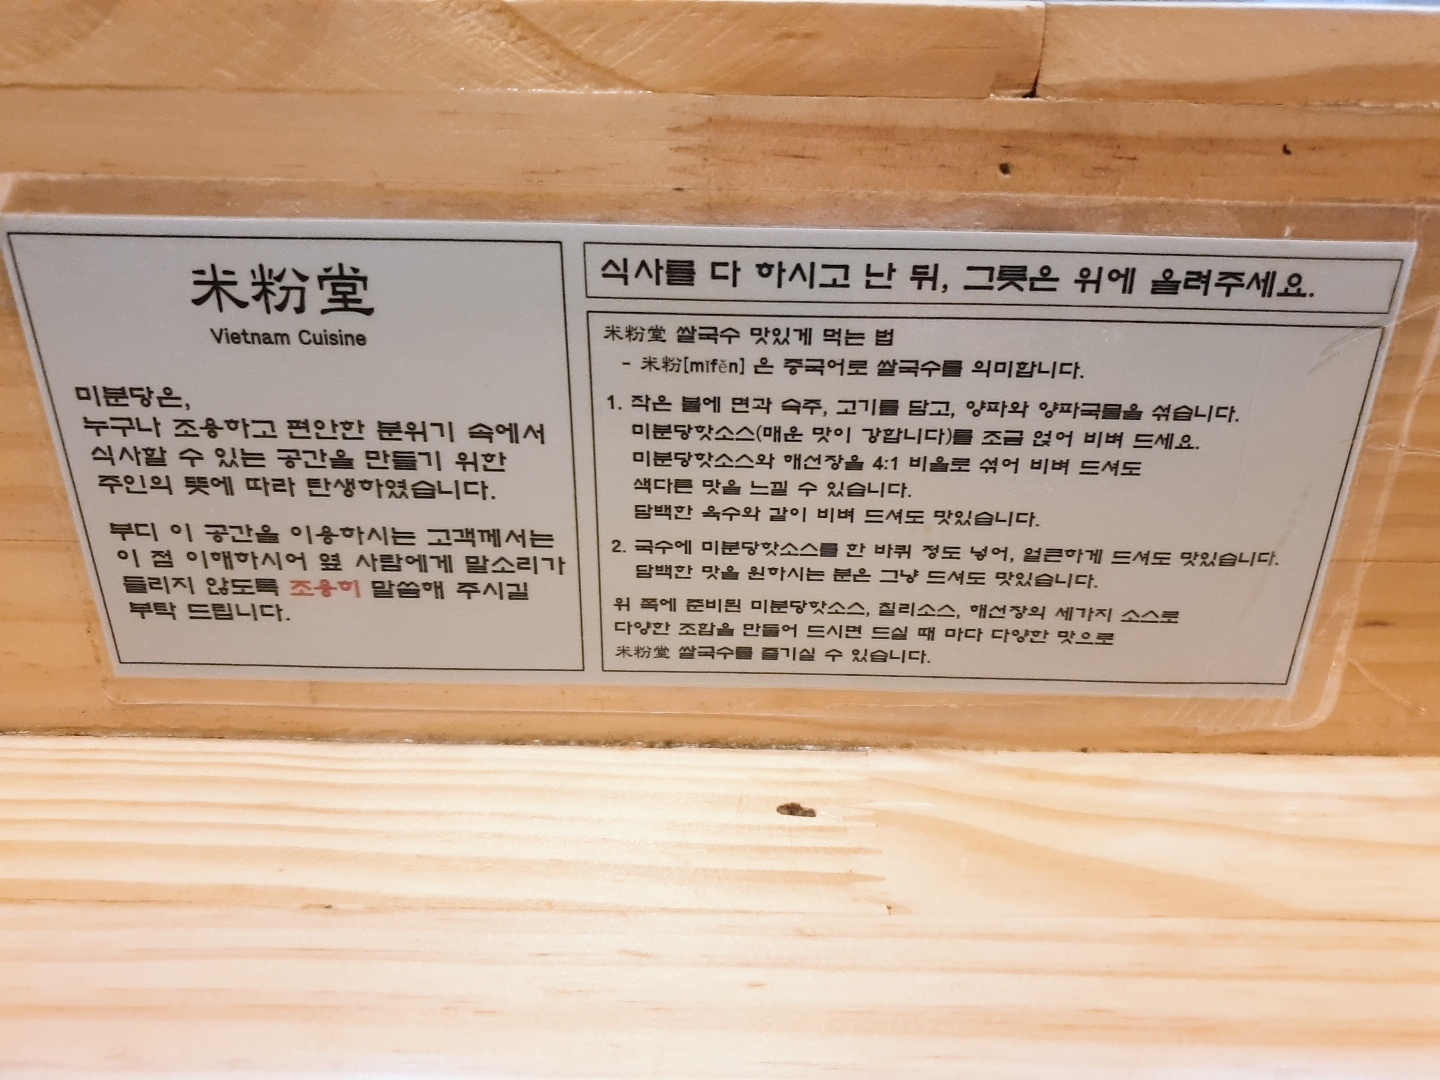 米粉堂
Vietnam Cuisine
미분당은,
누구나 조용하고 편안한 분위기 속에서
식사할 수 있는 공간을 만들기 위한
주인의 뜻에 따라 탄생하였습니다.
부디 이 공간을 이용하시는 고객께서는
이 점 이해하시어 옆 사람에게 말소리가
들리지 않도록 조용히 말씀해 주시길
부탁 드립니다.
식사를 다 하시고 난 뒤, 그릇은 위에 올려주세요.
米粉堂 쌀국수 맛있게 먹는 법
- 米粉[mǐfěn] 은 중국어로 쌀국수를 의미합니다.
1. 작은 볼에 면과 숙주, 고기를 담고, 양파와 양파국물을 섞습니다.
미분당핫소스(매운 맛이 강합니다)를 조금 얹어 비벼 드세요.
미분당핫소스와 해선장을 4:1 비율로 섞어 비벼 드셔도
색다른 맛을 느낄 수 있습니다.
담백한 육수와 같이 비벼 드셔도 맛있습니다.
2. 국수에 미분당핫소스를 한 바퀴 정도 넣어, 얼큰하게 드셔도 맛있습니다.
담백한 맛을 원하시는 분은 그냥 드셔도 맛있습니다.
위 쪽에 준비된 미분당핫소스, 칠리소스, 해선장의 세가지 소스로
다양한 조합을 만들어 드시면 드실 때 마다 다양한 맛으로
米粉堂 쌀국수를 즐기실 수 있습니다.